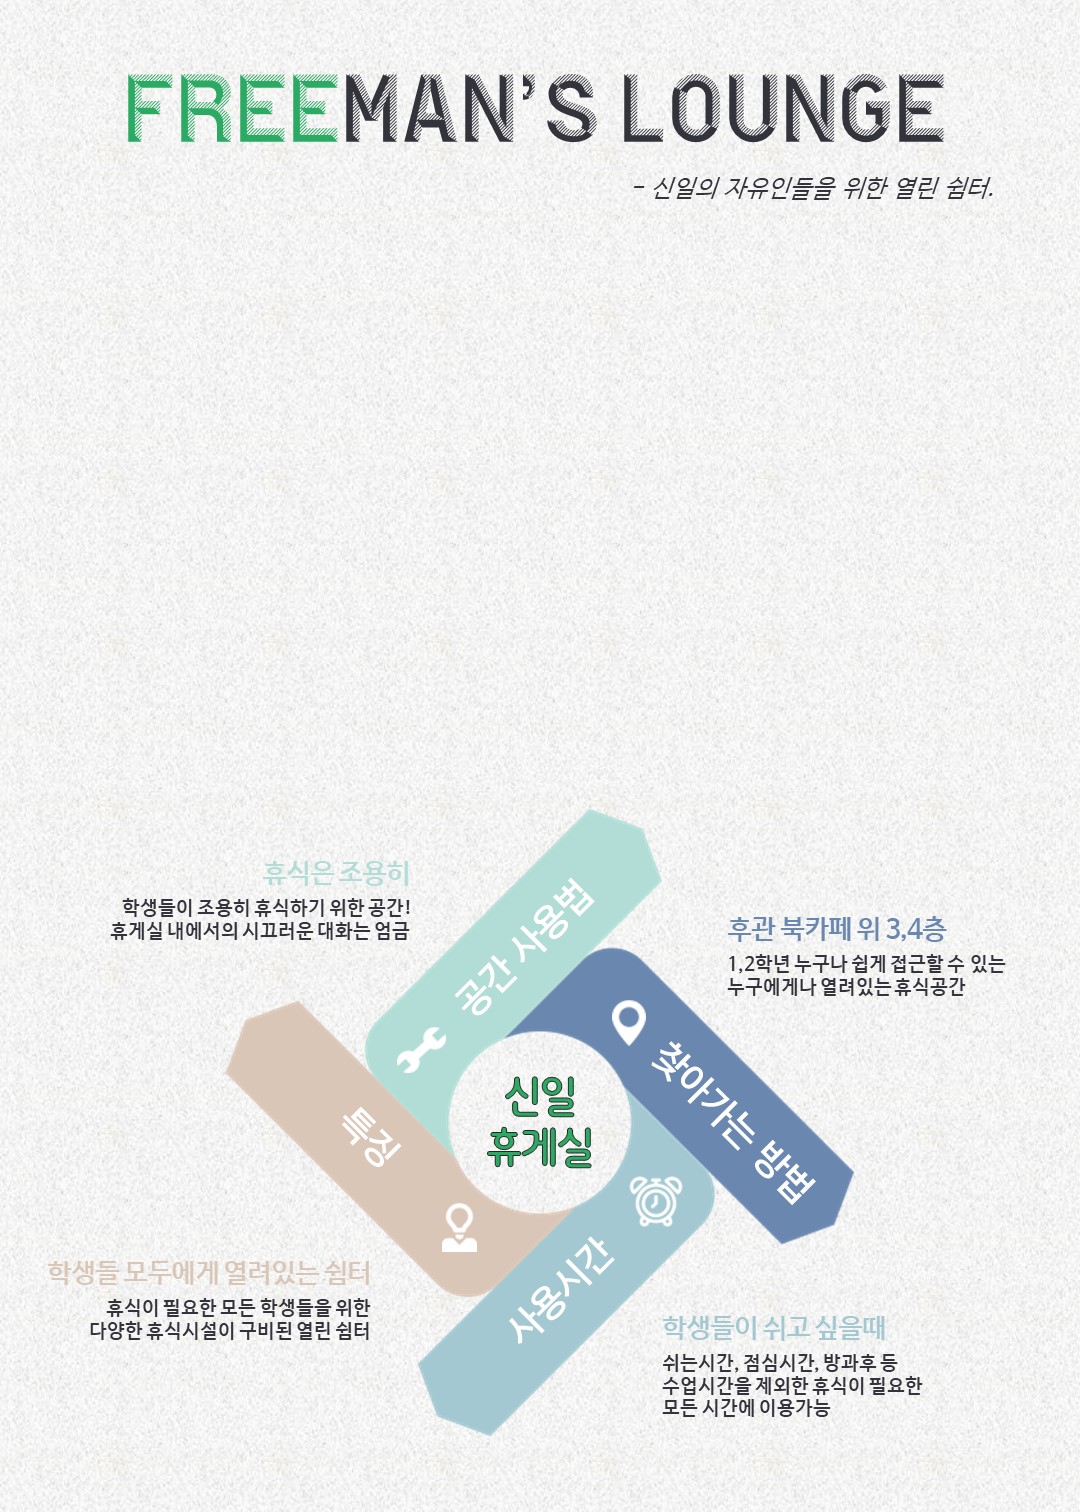 FREEMAN'S LOUNGE
- 신일의 자유인들을 위한 열린 쉼터.
휴식은 조용히
학생들이 조용히 휴식하기 위한 공간!
휴게실 내에서의 시끄러운 대화는 엄금
공간 사용법
후관 북카페 위 3,4층
1,2학년 누구나 쉽게 접근할 수 있는
누구에게나 열려있는 휴식공간
찾아가는 방법
신일
휴게실
특징
사용시간
학생들 모두에게 열려있는 쉼터
휴식이 필요한 모든 학생들을 위한
다양한 휴식시설이 구비된 열린 쉼터
학생들이 쉬고 싶을때
쉬는시간, 점심시간, 방과후 등
수업시간을 제외한 휴식이 필요한
모든 시간에 이용가능